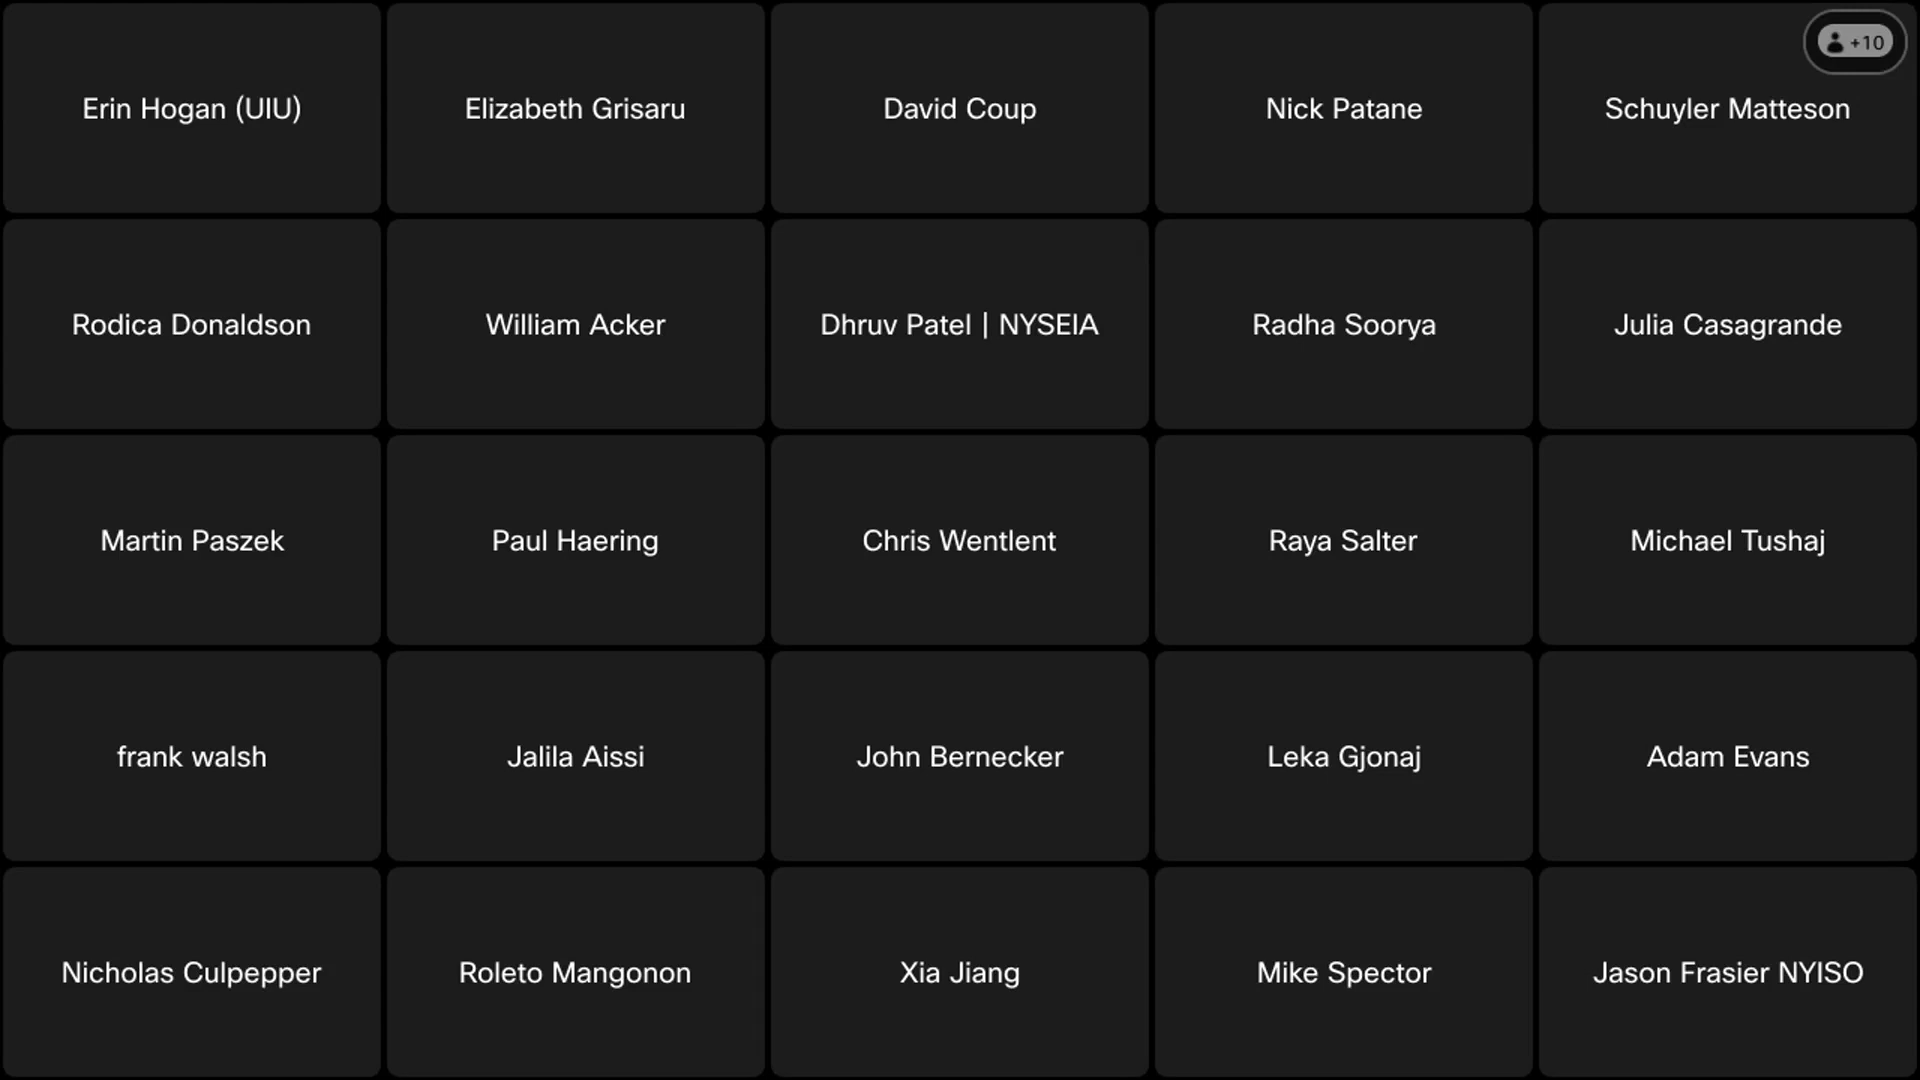 +10
Erin Hogan (UIU)
Elizabeth Grisaru
David Coup
Nick Patane
Schuyler Matteson
Rodica Donaldson
William Acker
Dhruv Patel | NYSEIA
Radha Soorya
Julia Casagrande
Martin Paszek
Paul Haering
Chris Wentlent
Raya Salter
Michael Tushaj
frank walsh
Jalila Aissi
John Bernecker
Leka Gjonaj
Adam Evans
Nicholas Culpepper
Roleto Mangonon
Xia Jiang
Mike Spector
Jason Frasier NYISO